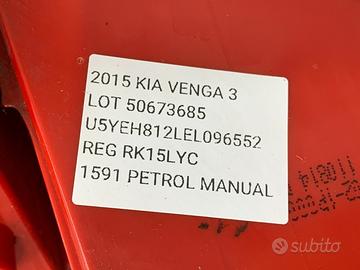 2015 KIA VENGA 3
LOT 50673685
U5YEH812LEL096552
REG RK15LYC
1591 PETROL MANUAL
subito